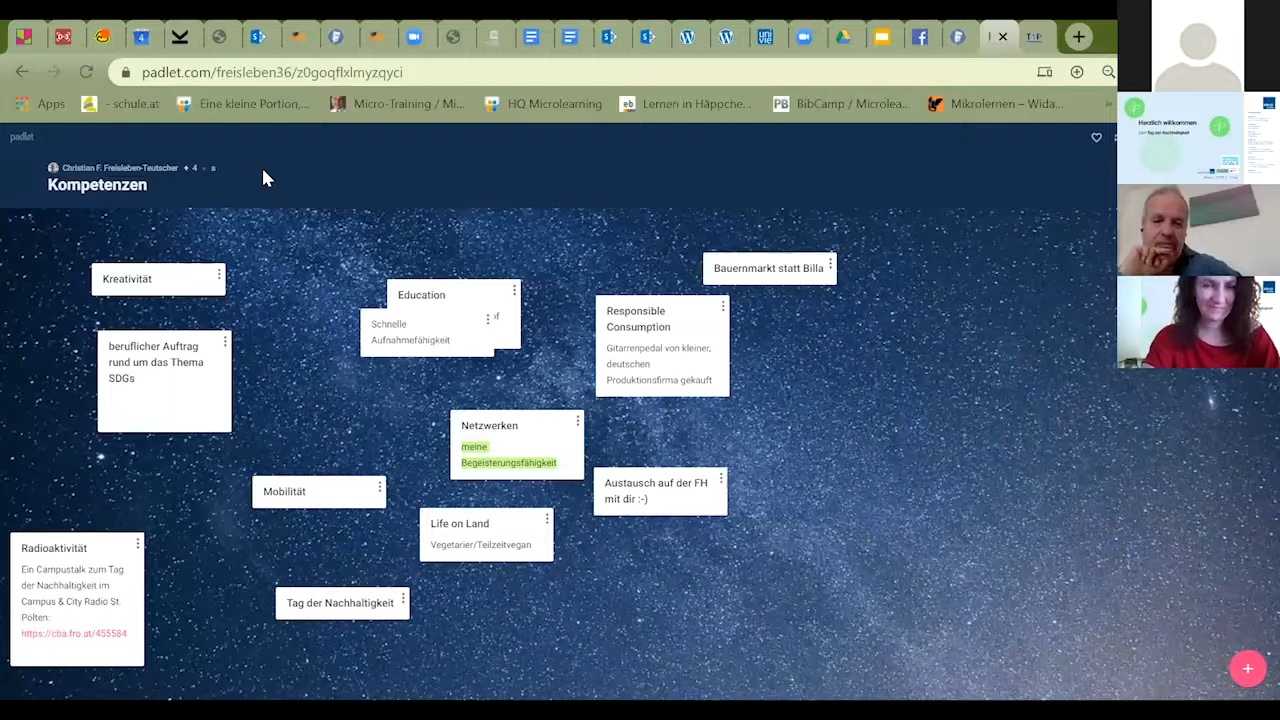 padlet.com/freisleben36/z0goqflxlmyzqyci
Apps
- schule.at
Eine kleine Portion,...
Micro-Training / Mi...
HQ Microlearning
Lernen in Häppche...
BibCamp / Microlea...
Mikrolernen – Wida...
padlet
Christian F. Freisleben-Teutscher
Kompetenzen
Kreativität
beruflicher Auftrag
rund um das Thema
SDGs
Education
Schnelle
Aufnahmefähigkeit
Responsible
Consumption
Gitarrenpedal von kleiner,
deutschen
Produktionsfirma gekauft
Bauernmarkt statt Billa
Netzwerken
meine
Begeisterungsfähigkeit
Austausch auf der FH
mit dir :-)
Mobilität
Life on Land
Vegetarier/Teilzeitvegan
Radioaktivität
Ein Campustalk zum Tag
der Nachhaltigkeit im
Campus & City Radio St.
Pölten:
https://cba.fro.at/455584
Tag der Nachhaltigkeit
Herzlich willkommen
zum Tag der Nachhaltigkeit